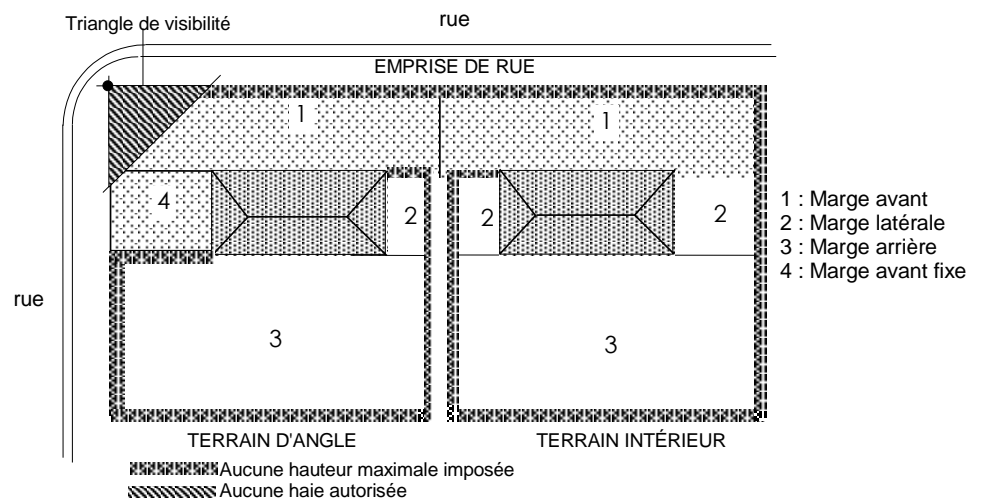 rue
Triangle de visibilité
EMPRISE DE RUE
1
1
4
2
2
2
1 : Marge avant
2 : Marge latérale
3 : Marge arrière
4 : Marge avant fixe
rue
3
3
TERRAIN D'ANGLE
TERRAIN INTÉRIEUR
Aucune hauteur maximale imposée
Aucune haie autorisée